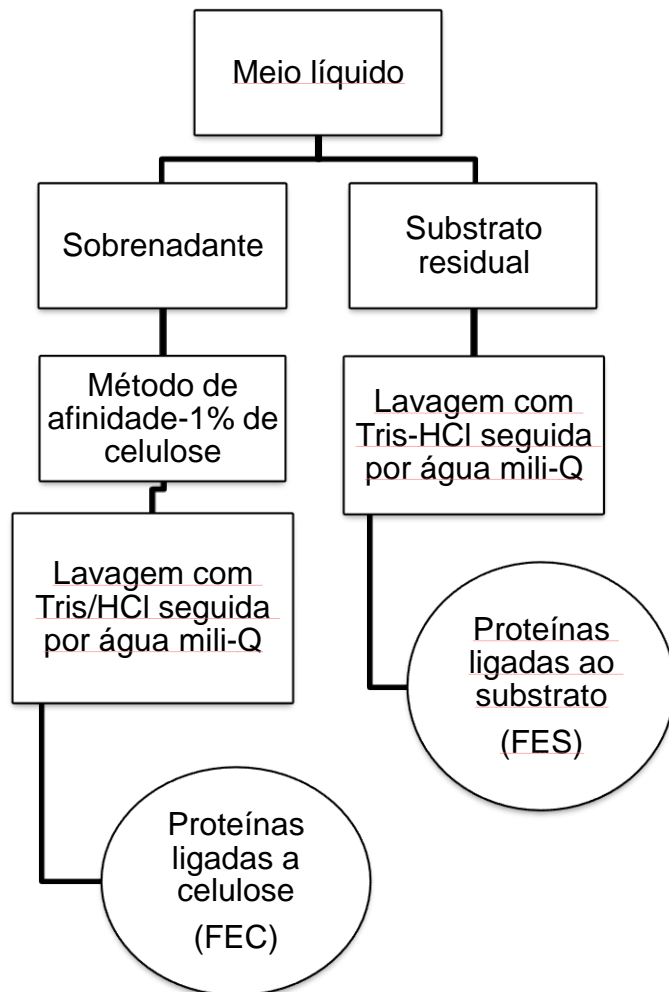 Meio líquido
Sobrenadante
Substrato
residual
Método de
afinidade-1% de
celulose
Lavagem com
Tris-HCl seguida
por água mili-Q
Lavagem com
Tris/HCl seguida
por água mili-Q
Proteínas
ligadas ao
substrato
(FES)
Proteínas
ligadas a
celulose
(FEC)